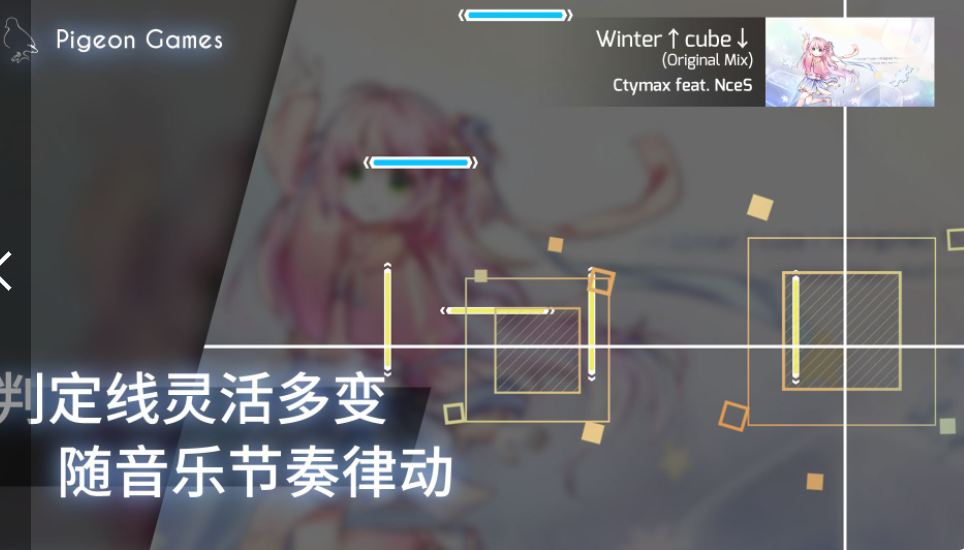 Pigeon Games
Winter↑cube↓
(Original Mix)
Ctymax feat. NceS
判定线灵活多变
随音乐节奏律动